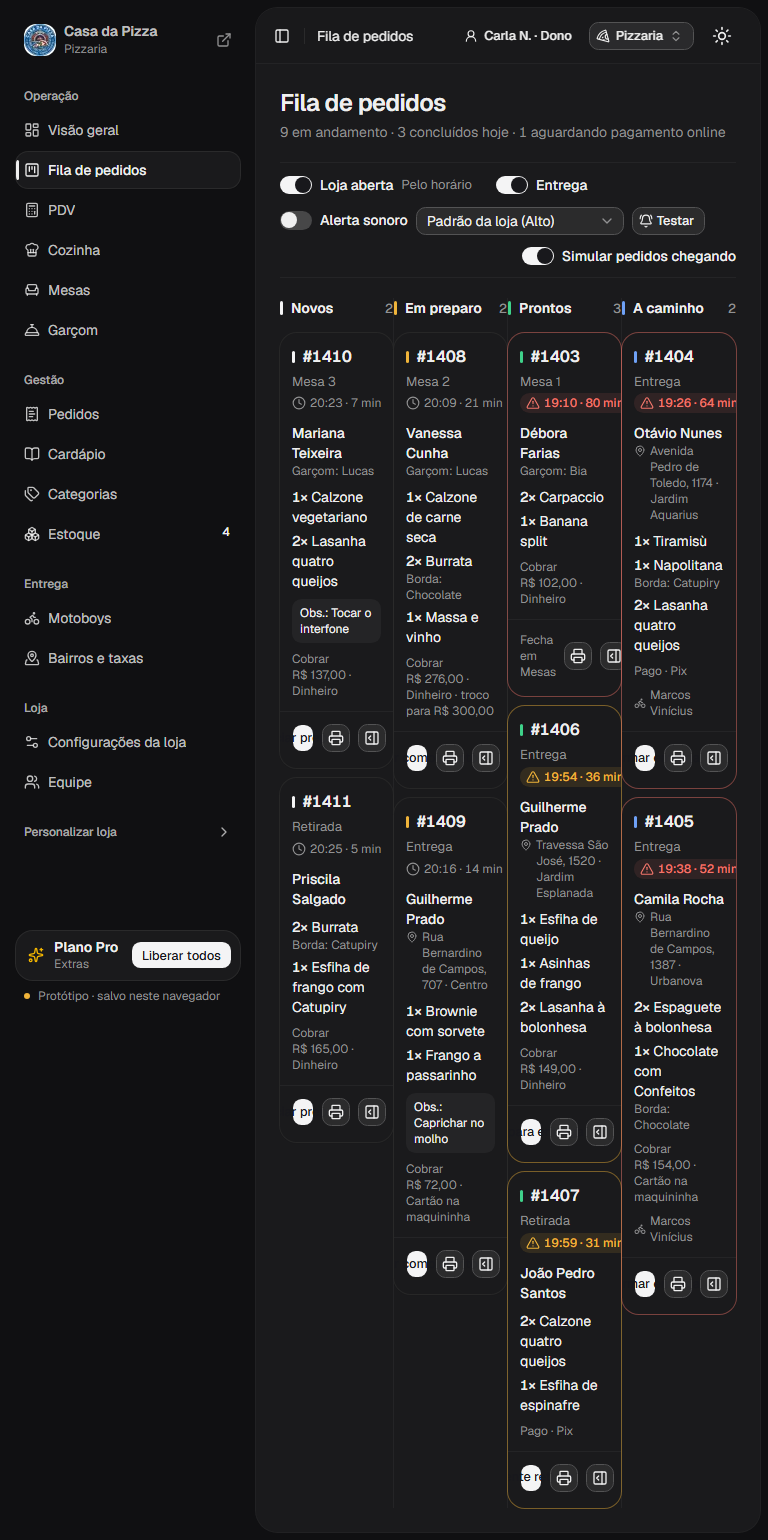 Casa da Pizza
Pizzaria
Operação
Visão geral
Fila de pedidos
PDV
Cozinha
Mesas
Garçom
Gestão
Pedidos
Cardápio
Categorias
Estoque 4
Entrega
Motoboys
Bairros e taxas
Loja
Configurações da loja
Equipe
Personalizar loja
Plano Pro
Extras
Liberar todos
Protótipo · salvo neste navegador
Fila de pedidos
Carla N. · Dono
Pizzaria
Fila de pedidos
9 em andamento · 3 concluídos hoje · 1 aguardando pagamento online
Loja aberta Pelo horário
Entrega
Alerta sonoro
Padrão da loja (Alto)
Testar
Simular pedidos chegando
Novos 2
#1410
Mesa 3
20:23 · 7 min
Mariana
Teixeira
Garçom: Lucas
1× Calzone
vegetariano
2× Lasanha
quatro
queijos
Obs.: Tocar o
interfone
Cobrar
R$ 137,00 ·
Dinheiro
r pr
#1411
Retirada
20:25 · 5 min
Priscila
Salgado
2× Burrata
Borda: Catupiry
1× Esfiha de
frango com
Catupiry
Cobrar
R$ 165,00 ·
Dinheiro
r pr
Em preparo 2
#1408
Mesa 2
20:09 · 21 min
Vanessa
Cunha
Garçom: Lucas
1× Calzone
de carne
seca
2× Burrata
Borda:
Chocolate
1× Massa e
vinho
Cobrar
R$ 276,00 ·
Dinheiro · troco
para R$ 300,00
com
#1409
Entrega
20:16 · 14 min
Guilherme
Prado
Rua
Bernardino
de Campos,
707 · Centro
1× Brownie
com sorvete
1× Frango a
passarinho
Obs.:
Caprichar no
molho
Cobrar
R$ 72,00 ·
Cartão na
maquininha
com
Prontos 3
#1403
Mesa 1
19:10 · 80 min
Débora
Farias
Garçom: Bia
2× Carpaccio
1× Banana
split
Cobrar
R$ 102,00 ·
Dinheiro
Fecha
em
Mesas
#1406
Entrega
19:54 · 36 min
Guilherme
Prado
Travessa São
José, 1520 ·
Jardim
Esplanada
1× Esfiha de
queijo
1× Asinhas
de frango
2× Lasanha à
bolonhesa
Cobrar
R$ 149,00 ·
Dinheiro
ara e
#1407
Retirada
19:59 · 31 min
João Pedro
Santos
2× Calzone
quatro
queijos
1× Esfiha de
espinafre
Pago · Pix
te re
A caminho 2
#1404
Entrega
19:26 · 64 min
Otávio Nunes
Avenida
Pedro de
Toledo, 1174 ·
Jardim
Aquarius
1× Tiramisù
1× Napolitana
Borda: Catupiry
2× Lasanha
quatro
queijos
Pago · Pix
Marcos
Vinícius
nar
#1405
Entrega
19:38 · 52 min
Camila Rocha
Rua
Bernardino
de Campos,
1387 ·
Urbanova
2× Espaguete
à bolonhesa
1× Chocolate
com
Confeitos
Borda:
Chocolate
Cobrar
R$ 154,00 ·
Cartão na
maquininha
Marcos
Vinícius
nar